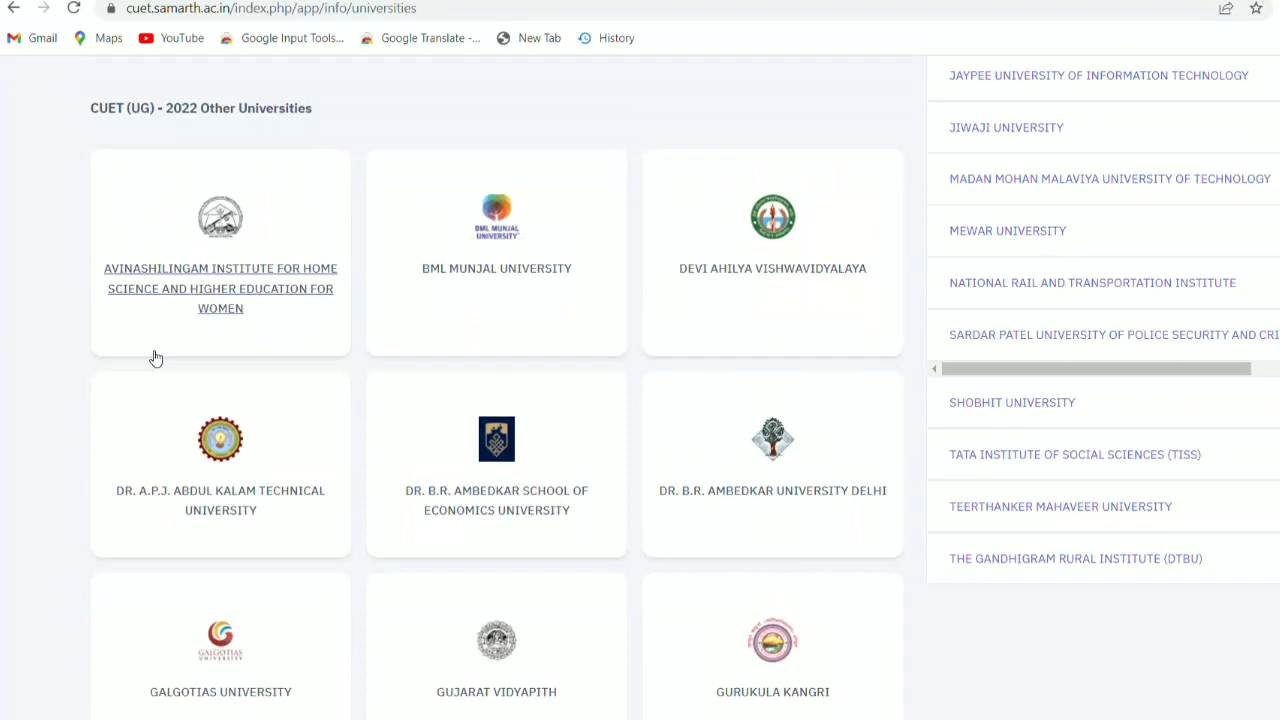 cuet.samarth.ac.in/index.php/app/info/universities
Gmail
Maps
YouTube
Google Input Tools...
Google Translate -...
New Tab
History
CUET (UG) - 2022 Other Universities
AVINASHILINGAM INSTITUTE FOR HOME
SCIENCE AND HIGHER EDUCATION FOR
WOMEN
BML MUNJAL
UNIVERSITY
BML MUNJAL UNIVERSITY
DEVI AHILYA VISHWAVIDYALAYA
DR. A.P.J. ABDUL KALAM TECHNICAL
UNIVERSITY
DR. B.R. AMBEDKAR SCHOOL OF
ECONOMICS UNIVERSITY
DR. B.R. AMBEDKAR UNIVERSITY DELHI
GALGOTIAS
UNIVERSITY
GALGOTIAS UNIVERSITY
GUJARAT VIDYAPITH
GURUKULA KANGRI
JAYPEE UNIVERSITY OF INFORMATION TECHNOLOGY
JIWAJI UNIVERSITY
MADAN MOHAN MALAVIYA UNIVERSITY OF TECHNOLOGY
MEWAR UNIVERSITY
NATIONAL RAIL AND TRANSPORTATION INSTITUTE
SARDAR PATEL UNIVERSITY OF POLICE SECURITY AND CRI
SHOBHIT UNIVERSITY
TATA INSTITUTE OF SOCIAL SCIENCES (TISS)
TEERTHANKER MAHAVEER UNIVERSITY
THE GANDHIGRAM RURAL INSTITUTE (DTBU)